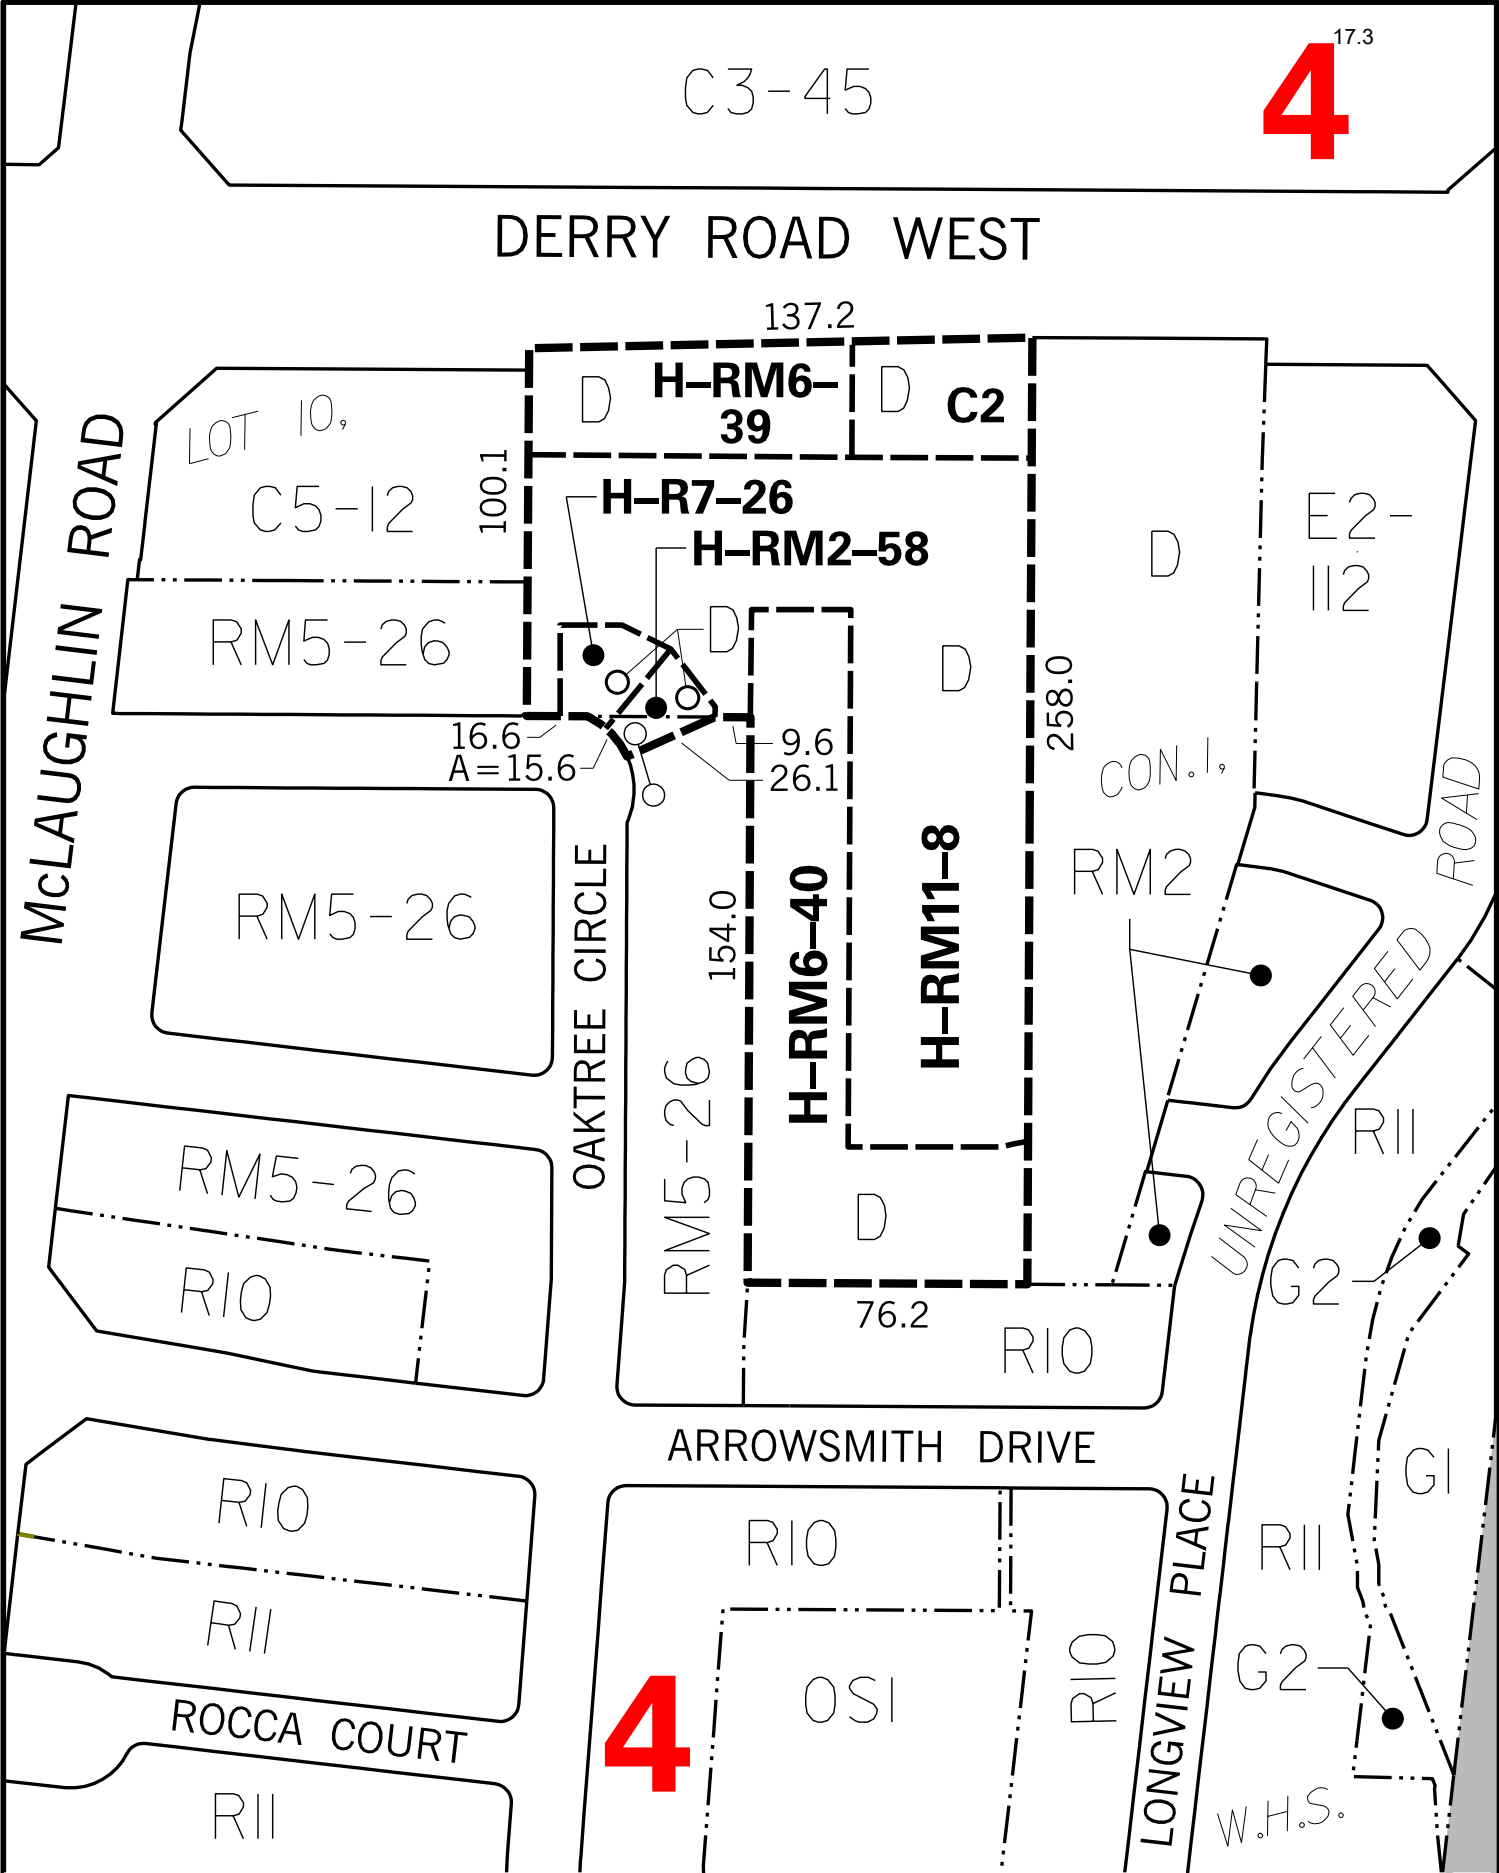 17.3
4
C3-45
DERRY ROAD WEST
137.2
D
H–RM6–
39
D
C2
LOT 10,
C5-12
100.1
H–R7–26
H–RM2–58
E2-
112
D
D
D
RM5-26
McLAUGHLIN ROAD
258.0
16.6
A=15.6
9.6
26.1
CON.1,
RM2
ROAD
UNREGISTERED
RM5-26
OAKTREE CIRCLE
154.0
H–RM6–40
H–RM11–8
RM5-26
R11
RM5-26
R10
D
G2
76.2
R10
ARROWSMITH DRIVE
G1
R10
R10
R11
LONGVIEW PLACE
R11
R10
G2
OS1
4
ROCCA COURT
R11
W.H.S.